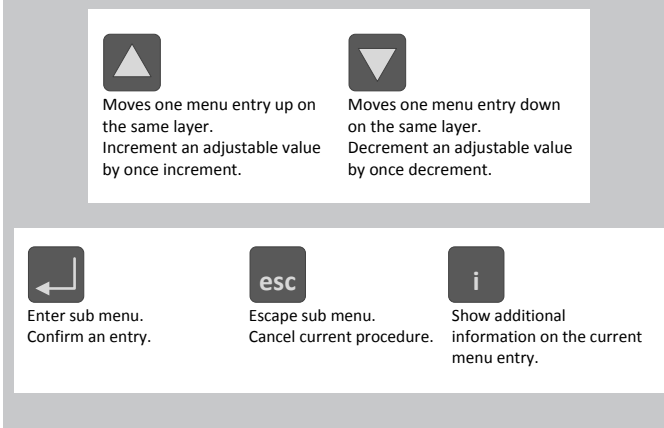 Moves one menu entry up on
the same layer.
Increment an adjustable value
by once increment.
Moves one menu entry down
on the same layer.
Decrement an adjustable value
by once decrement.
Enter sub menu.
Confirm an entry.
esc
Escape sub menu.
Cancel current procedure.
i
Show additional
information on the current
menu entry.